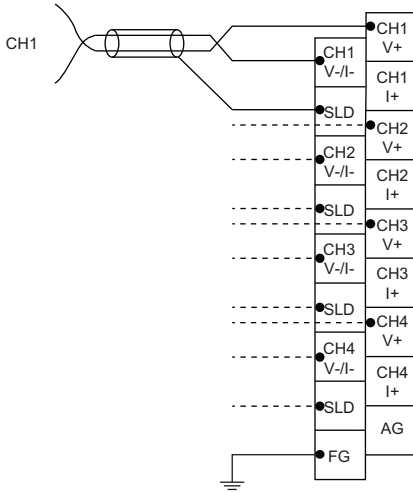 CH1
CH1
V+
CH1
V-/I-
CH1
I+
SLD
CH2
V+
CH2
V-/I-
CH2
I+
SLD
CH3
V+
CH3
V-/I-
CH3
I+
SLD
CH4
V+
CH4
V-/I-
CH4
I+
SLD
AG
FG